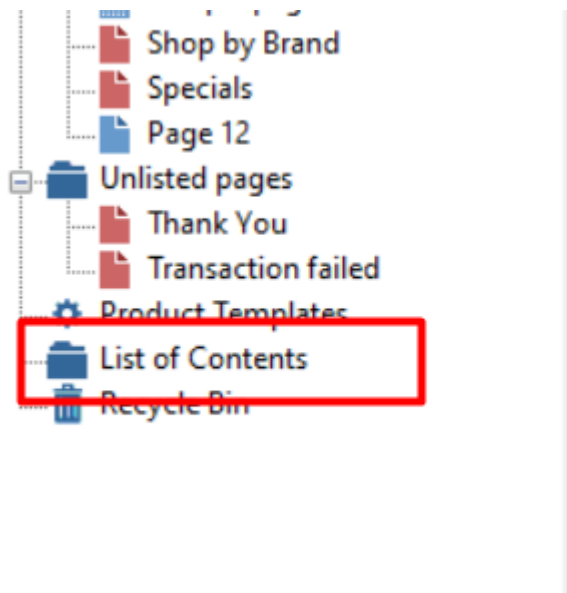 Shop by Brand
Specials
Page 12
Unlisted pages
Thank You
Transaction failed
Product Templates
List of Contents
Recycle Bin